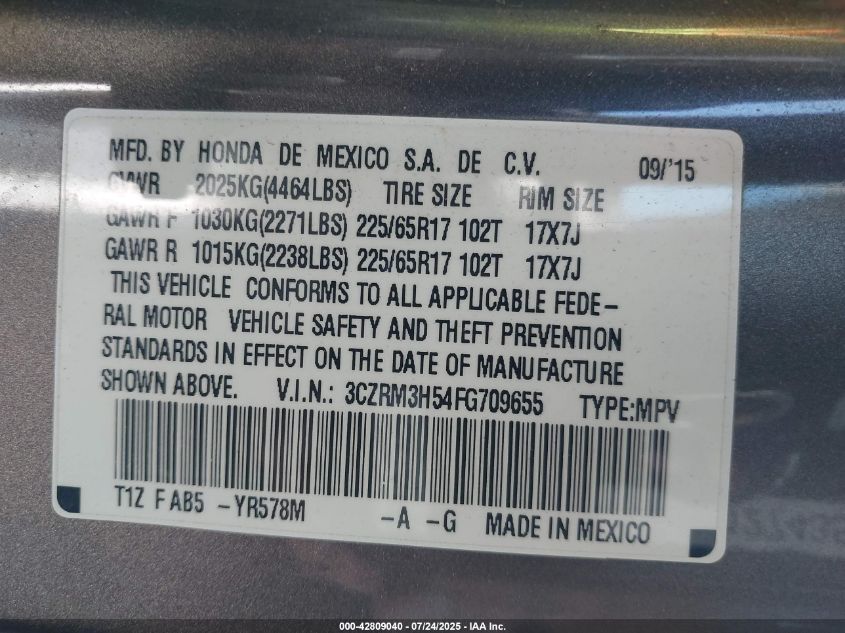 MFD. BY HONDA DE MEXICO S.A. DE C.V. 09/'15
GVWR 2025KG(4464LBS) TIRE SIZE RIM SIZE
GAWR F 1030KG(2271LBS) 225/65R17 102T 17X7J
GAWR R 1015KG(2238LBS) 225/65R17 102T 17X7J
THIS VEHICLE CONFORMS TO ALL APPLICABLE FEDE-
RAL MOTOR VEHICLE SAFETY AND THEFT PREVENTION
STANDARDS IN EFFECT ON THE DATE OF MANUFACTURE
SHOWN ABOVE. V.I.N.: 3CZRM3H54FG709655 TYPE:MPV
T1Z FAB5 -YR578M -A -G MADE IN MEXICO
000-42809040 / 07/24/2025 - IAA Inc.